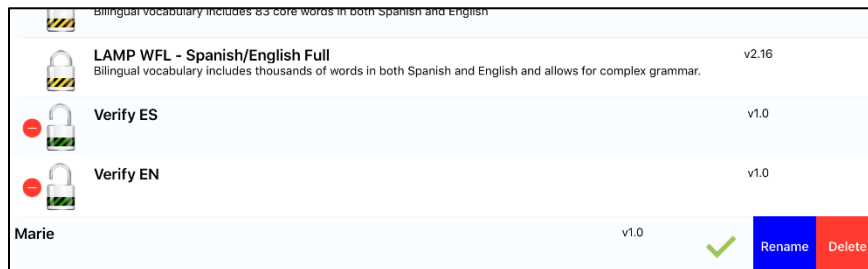 Bilingual vocabulary includes 83 core words in both Spanish and English
LAMP WFL - Spanish/English Full v2.16
Bilingual vocabulary includes thousands of words in both Spanish and English and allows for complex grammar.
Verify ES v1.0
Verify EN v1.0
Marie v1.0 Rename Delete